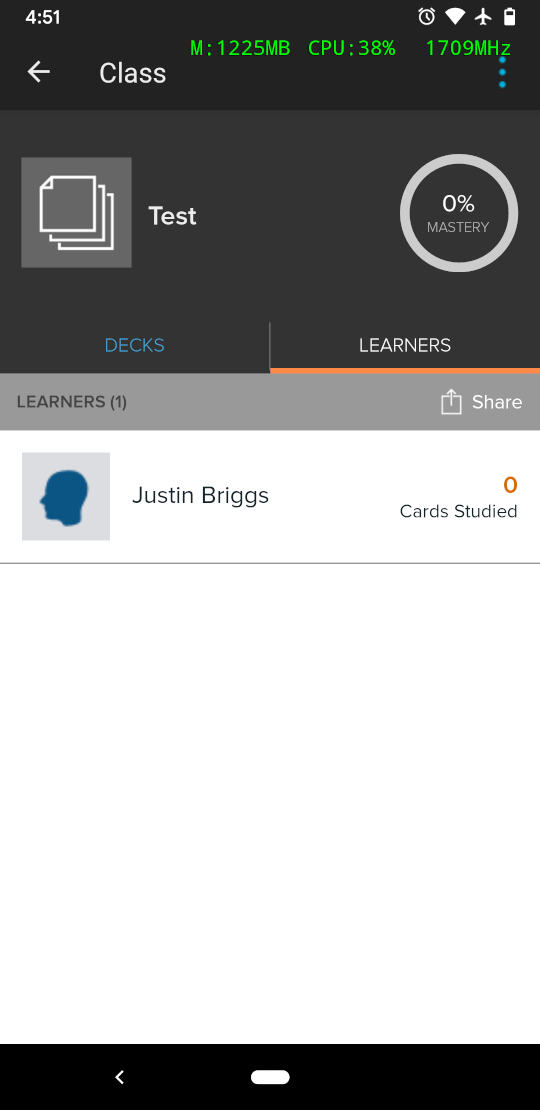 4:51
M:1225MB CPU:38% 1709MHz
Class
Test
0%
MASTERY
DECKS
LEARNERS
LEARNERS (1)
Share
Justin Briggs
0
Cards Studied